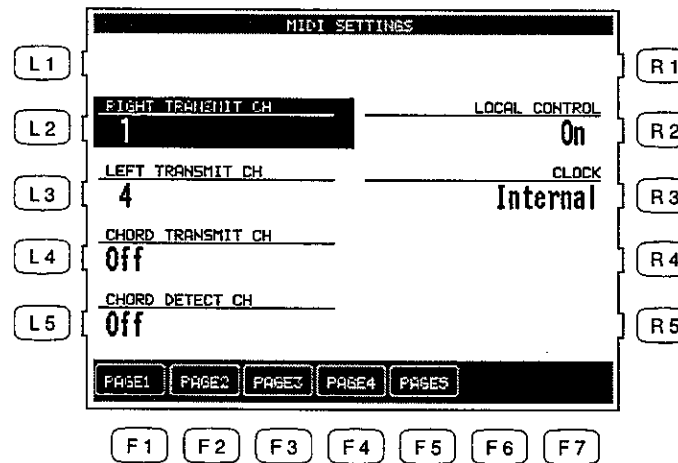 MIDI SETTINGS
L1
R1
RIGHT TRANSMIT CH
1
LOCAL CONTROL
On
L2
R2
LEFT TRANSMIT CH
4
CLOCK
Internal
L3
R3
CHORD TRANSMIT CH
Off
L4
R4
CHORD DETECT CH
Off
L5
R5
PAGE1 PAGE2 PAGE3 PAGE4 PAGE5
F1 F2 F3 F4 F5 F6 F7